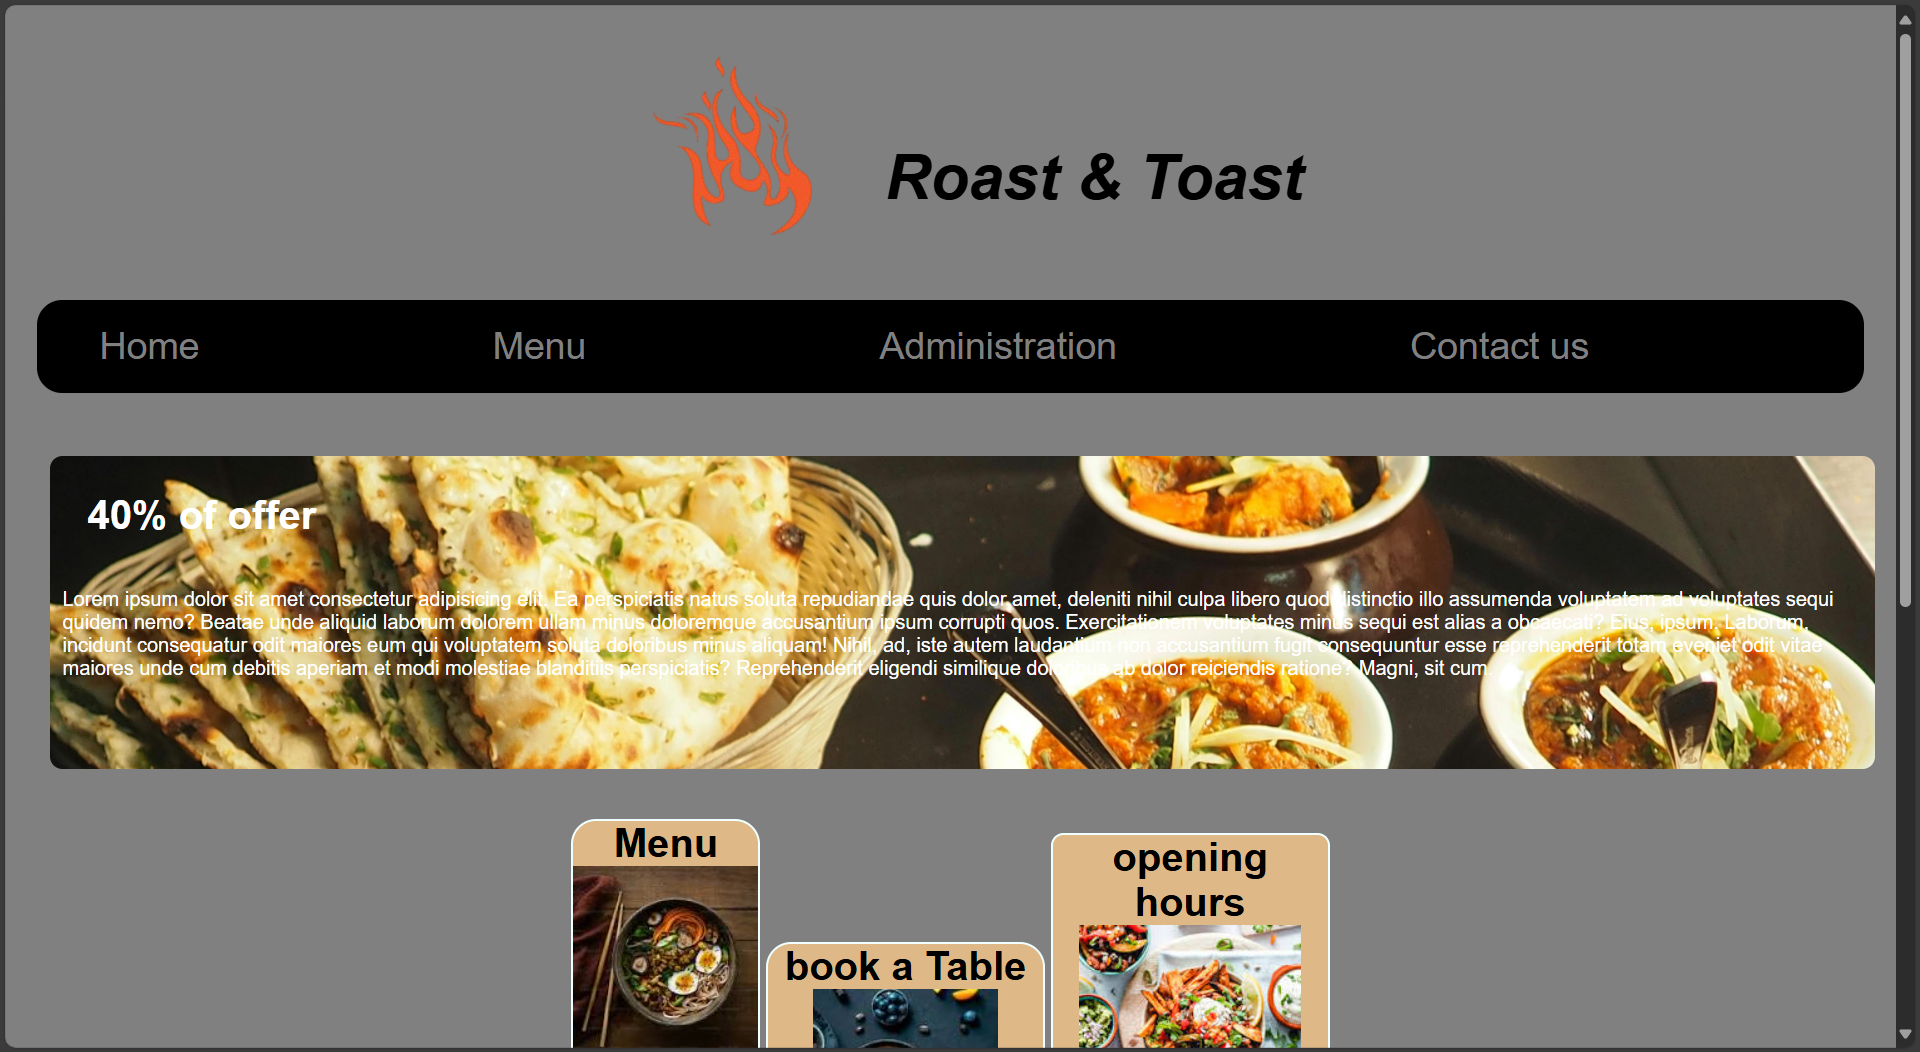 Roast & Toast
Home
Menu
Administration
Contact us
40% of offer
Lorem ipsum dolor sit amet consectetur adipisicing elit. Ea perspiciatis natus soluta repudiandae quis dolor amet, deleniti nihil culpa libero quod distinctio illo assumenda voluptatem ad voluptates sequi
quidem nemo? Beatae unde aliquid laborum dolorem ullam minus doloremque accusantium ipsum corrupti quos. Exercitationem voluptates minus sequi est alias a obcaecati? Eius, ipsum. Laborum,
incidunt consequatur odit maiores eum qui voluptatem soluta doloribus minus aliquam! Nihil, ad, iste autem laudantium non accusantium fugit consequuntur esse reprehenderit totam eveniet odit vitae
maiores unde cum debitis aperiam et modi molestiae blanditiis perspiciatis? Reprehenderit eligendi similique doloribus ab dolor reiciendis ratione? Magni, sit cum.
Menu
book a Table
opening
hours